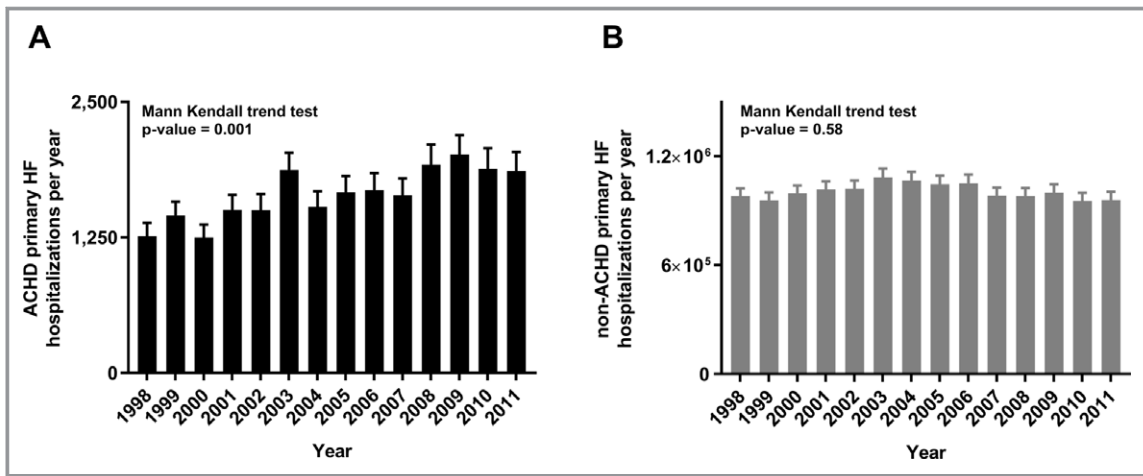 A
Mann Kendall trend test
p-value = 0.001
ACHD primary HF
hospitalizations per year
2,500
1,250
0
1998
1999
2000
2001
2002
2003
2004
2005
2006
2007
2008
2009
2010
2011
Year
B
Mann Kendall trend test
p-value = 0.58
non-ACHD primary HF
hospitalizations per year
1.2×10⁶
6×10⁵
0
1998
1999
2000
2001
2002
2003
2004
2005
2006
2007
2008
2009
2010
2011
Year